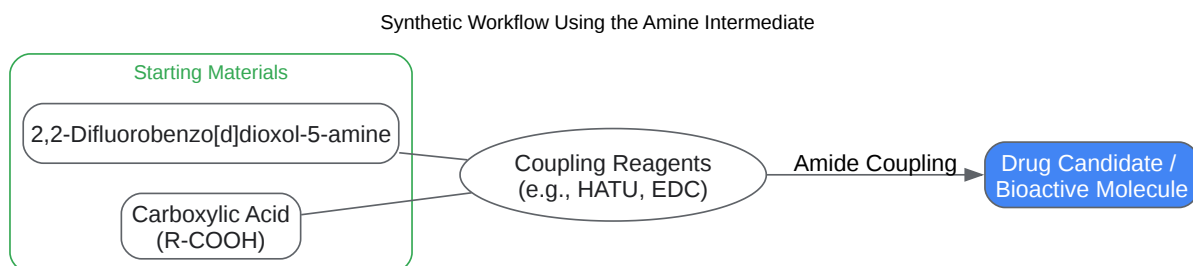 Synthetic Workflow Using the Amine Intermediate
Starting Materials
2,2-Difluorobenzo[d]dioxol-5-amine
Carboxylic Acid
(R-COOH)
Coupling Reagents
(e.g., HATU, EDC)
Amide Coupling
Drug Candidate /
Bioactive Molecule